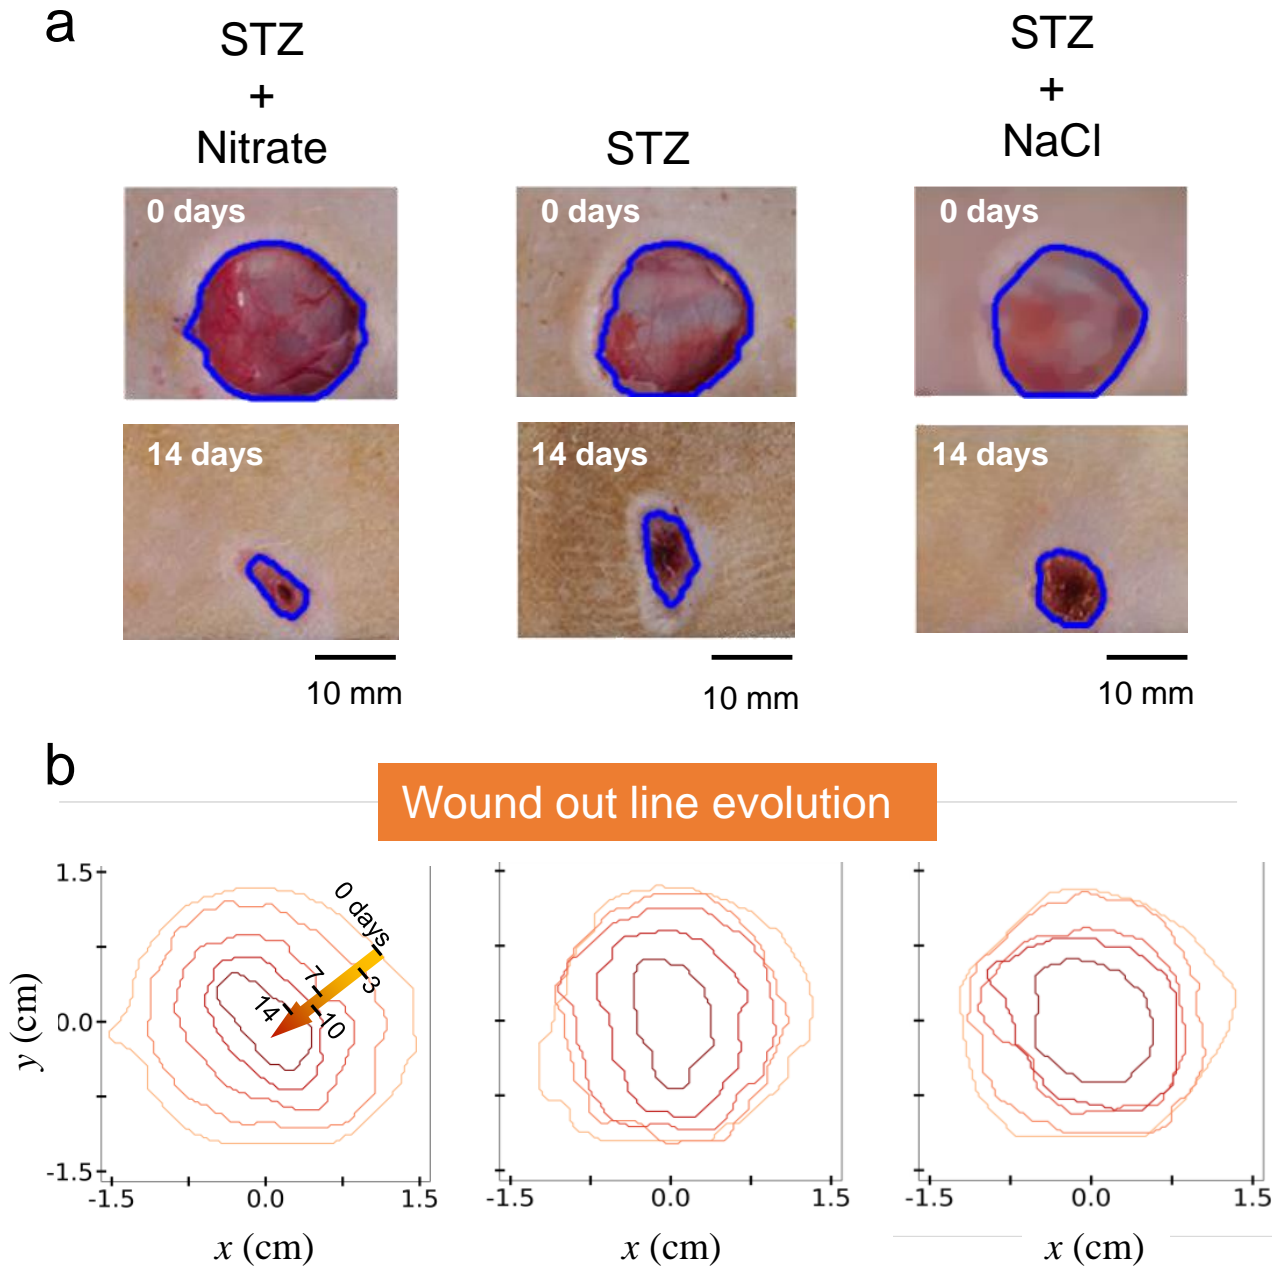 a
STZ
+
Nitrate
STZ
STZ
+
NaCl
0 days
0 days
0 days
14 days
14 days
14 days
10 mm
10 mm
10 mm
b
Wound out line evolution
1.5
0.0
-1.5
y (cm)
0 days
3
7
10
14
-1.5
0.0
1.5
-1.5
0.0
1.5
-1.5
0.0
1.5
x (cm)
x (cm)
x (cm)